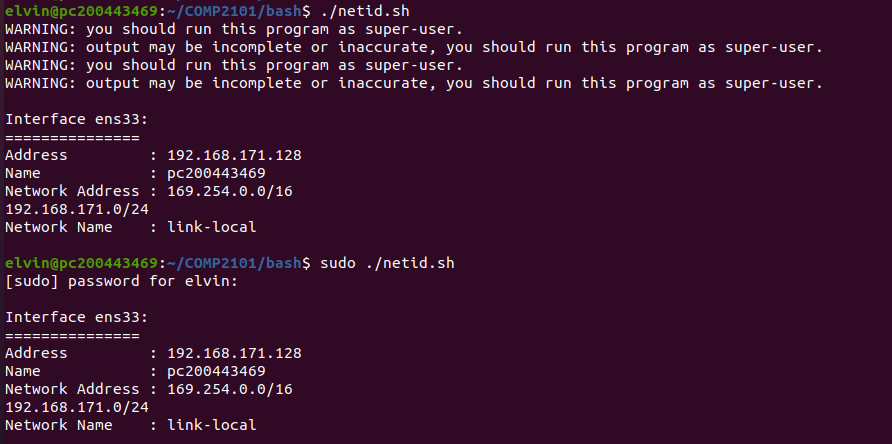 elvin@pc200443469:~/COMP2101/bash$ ./netid.sh
WARNING: you should run this program as super-user.
WARNING: output may be incomplete or inaccurate, you should run this program as super-user.
WARNING: you should run this program as super-user.
WARNING: output may be incomplete or inaccurate, you should run this program as super-user.

Interface ens33:
===============
Address         : 192.168.171.128
Name            : pc200443469
Network Address : 169.254.0.0/16
192.168.171.0/24
Network Name    : link-local

elvin@pc200443469:~/COMP2101/bash$ sudo ./netid.sh
[sudo] password for elvin:

Interface ens33:
===============
Address         : 192.168.171.128
Name            : pc200443469
Network Address : 169.254.0.0/16
192.168.171.0/24
Network Name    : link-local